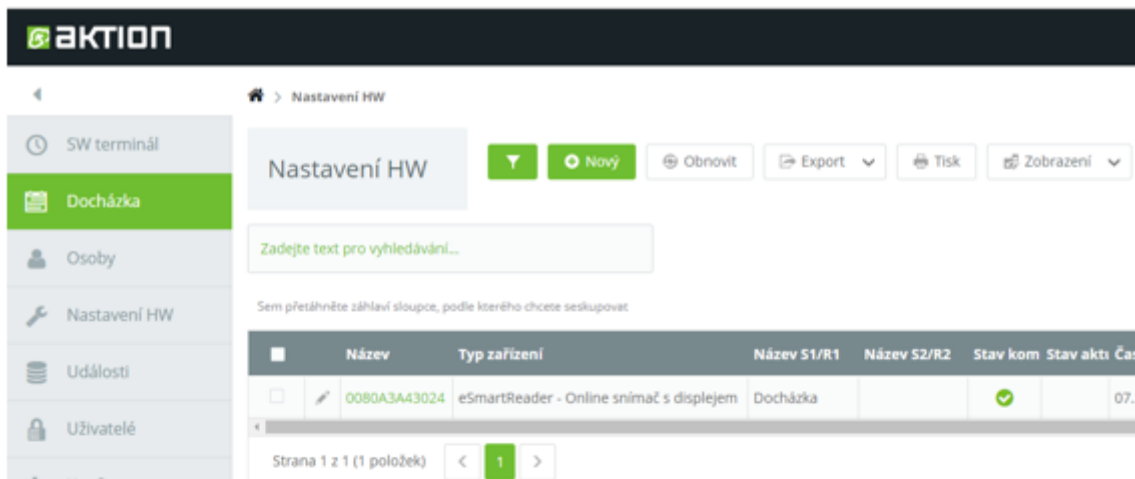 aktion
Nastavení HW
SW terminál
Docházka
Osoby
Nastavení HW
Události
Uživatelé
Nastavení HW
Nový
Obnovit
Export
Tisk
Zobrazení
Zadejte text pro vyhledávání...
Sem přetáhněte záhlaví sloupce, podle kterého chcete seskupovat
Název Typ zařízení Název S1/R1 Název S2/R2 Stav kom Stav akt Čas
0080A3A43024 eSmartReader - Online snímač s displejem Docházka 07.
Strana 1 z 1 (1 položek) < 1 >